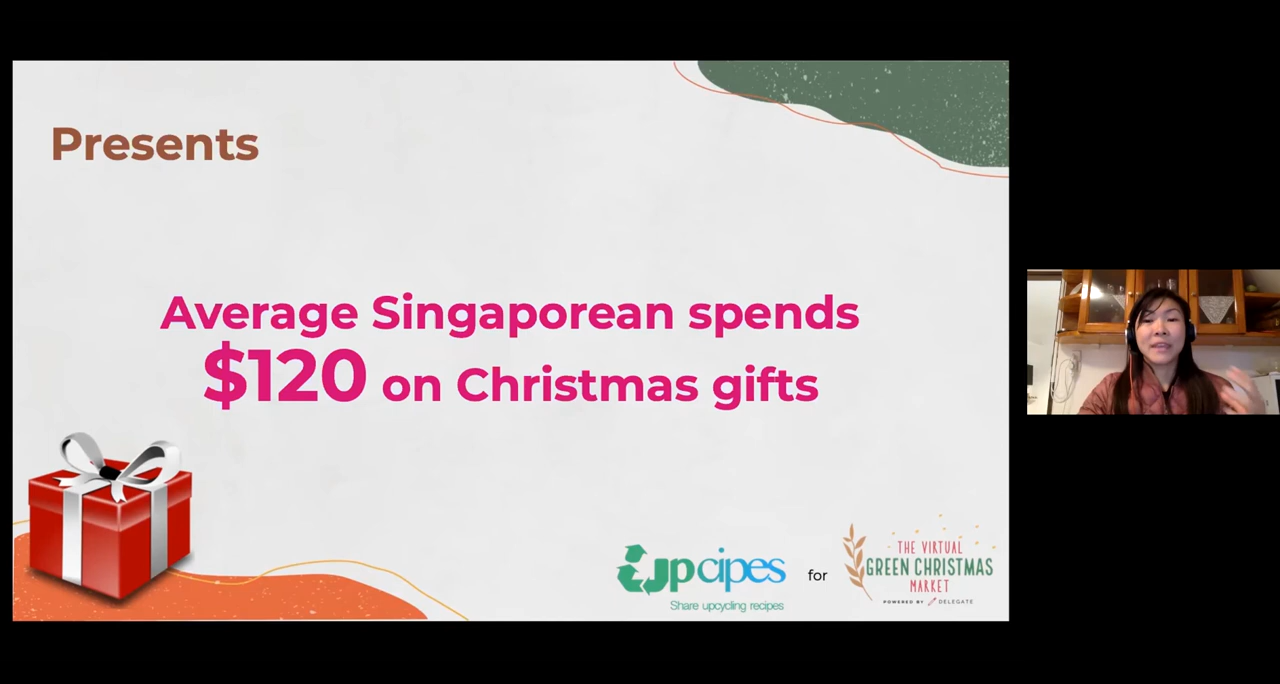 Presents
Average Singaporean spends
$120 on Christmas gifts
upcipes
Share upcycling recipes
for
THE VIRTUAL
GREEN CHRISTMAS
MARKET
POWERED BY DELEGATE